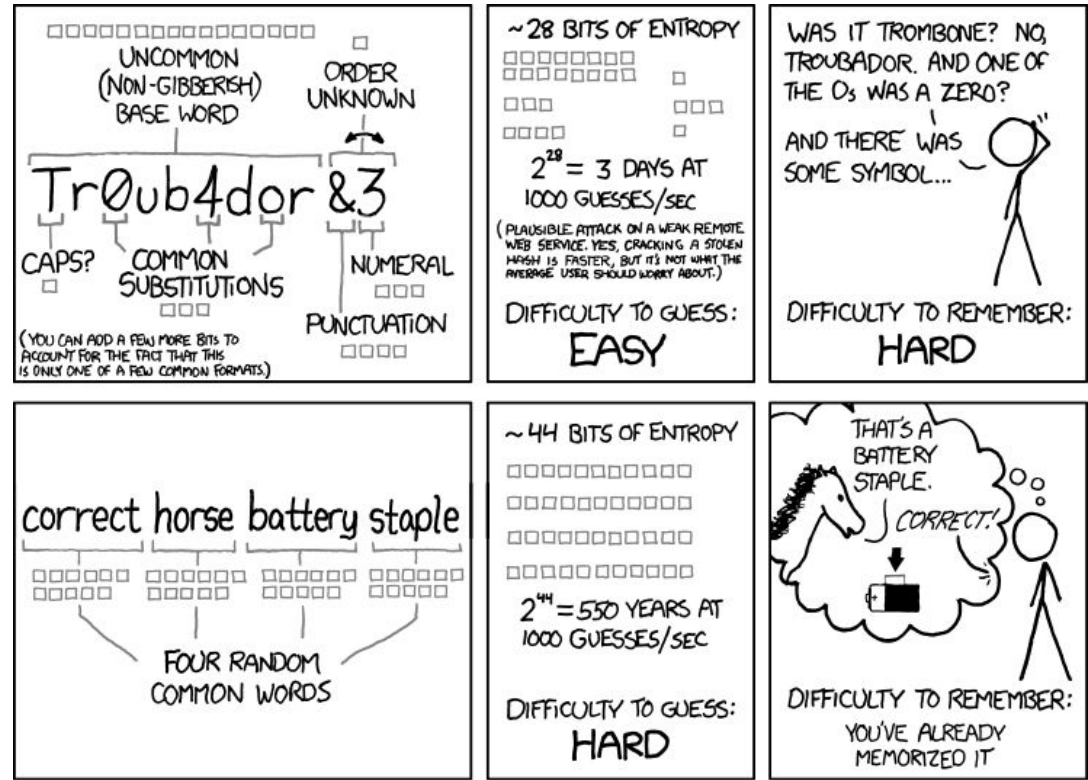 UNCOMMON
(NON-GIBBERISH)
BASE WORD
ORDER
UNKNOWN
Tr0ub4dor &3
CAPS?
COMMON
SUBSTITUTIONS
NUMERAL
PUNCTUATION
(YOU CAN ADD A FEW MORE BITS TO
ACCOUNT FOR THE FACT THAT THIS
IS ONLY ONE OF A FEW COMMON FORMATS.)
~28 BITS OF ENTROPY
2^28 = 3 DAYS AT
1000 GUESSES/SEC
(PLAUSIBLE ATTACK ON A WEAK REMOTE
WEB SERVICE. YES, CRACKING A STOLEN
HASH IS FASTER, BUT IT'S NOT WHAT THE
AVERAGE USER SHOULD WORRY ABOUT.)
DIFFICULTY TO GUESS:
EASY
WAS IT TROMBONE? NO,
TROUBADOR. AND ONE OF
THE Os WAS A ZERO?
AND THERE WAS
SOME SYMBOL...
DIFFICULTY TO REMEMBER:
HARD
correct horse battery staple
FOUR RANDOM
COMMON WORDS
~44 BITS OF ENTROPY
2^44 = 550 YEARS AT
1000 GUESSES/SEC
DIFFICULTY TO GUESS:
HARD
THAT'S A
BATTERY
STAPLE.
CORRECT!
DIFFICULTY TO REMEMBER:
YOU'VE ALREADY
MEMORIZED IT